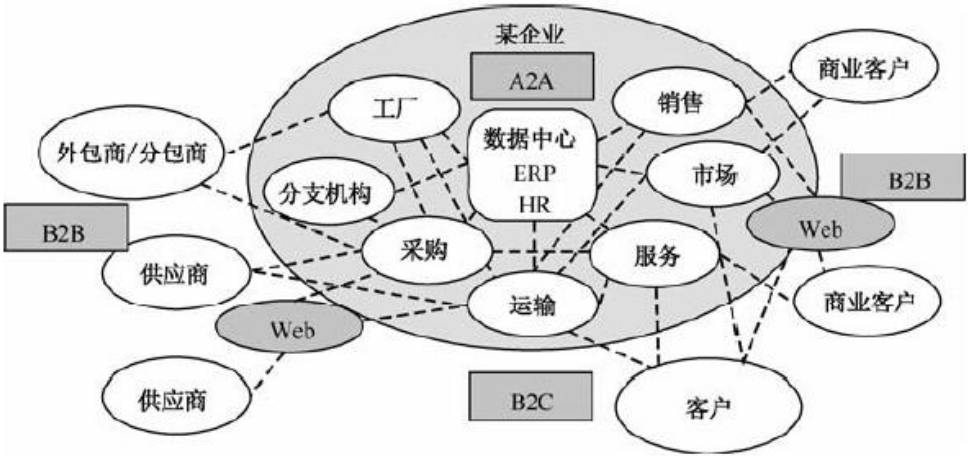 某企业
A2A
工厂
销售
商业客户
外包商/分包商
数据中心
ERP
HR
市场
B2B
分支机构
B2B
采购
服务
Web
供应商
运输
商业客户
Web
供应商
B2C
客户